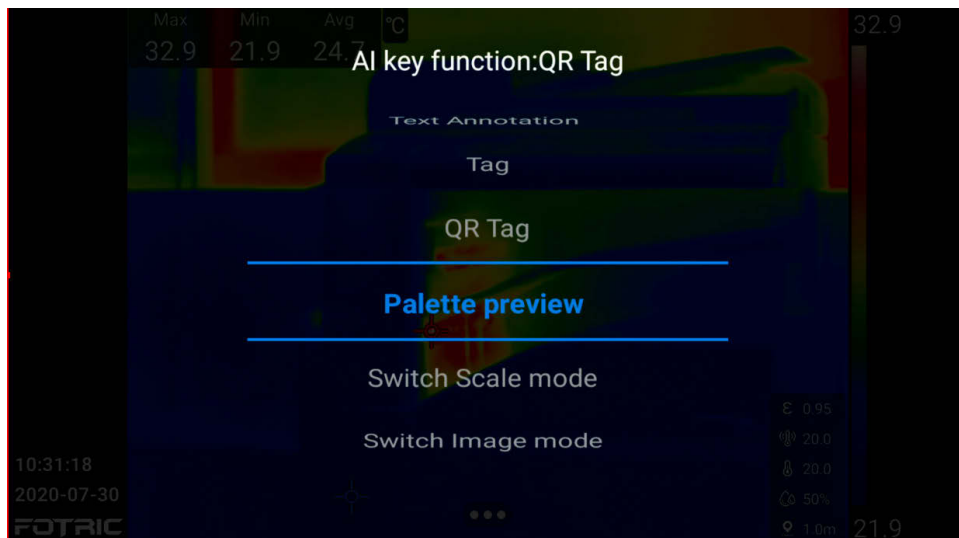 Max Min Avg °C
32.9 21.9 24.7
32.9
AI key function:QR Tag
Text Annotation
Tag
QR Tag
Palette preview
Switch Scale mode
Switch Image mode
ε 0.95
20.0
20.0
50%
1.0m
21.9
10:31:18
2020-07-30
FOTRIC